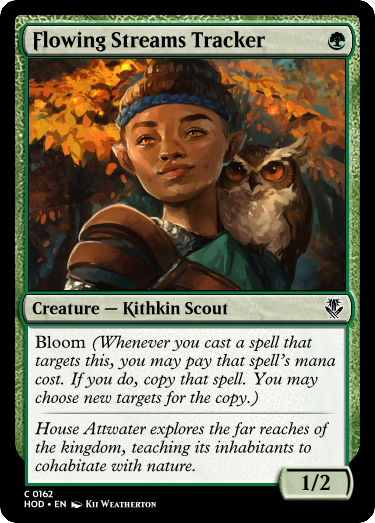 Flowing Streams Tracker
Creature — Kithkin Scout
Bloom (Whenever you cast a spell that
targets this, you may pay that spell's mana
cost. If you do, copy that spell. You may
choose new targets for the copy.)
House Attwater explores the far reaches of
the kingdom, teaching its inhabitants to
cohabitate with nature.
1/2
C 0162
HOD • EN Kii Weatherton